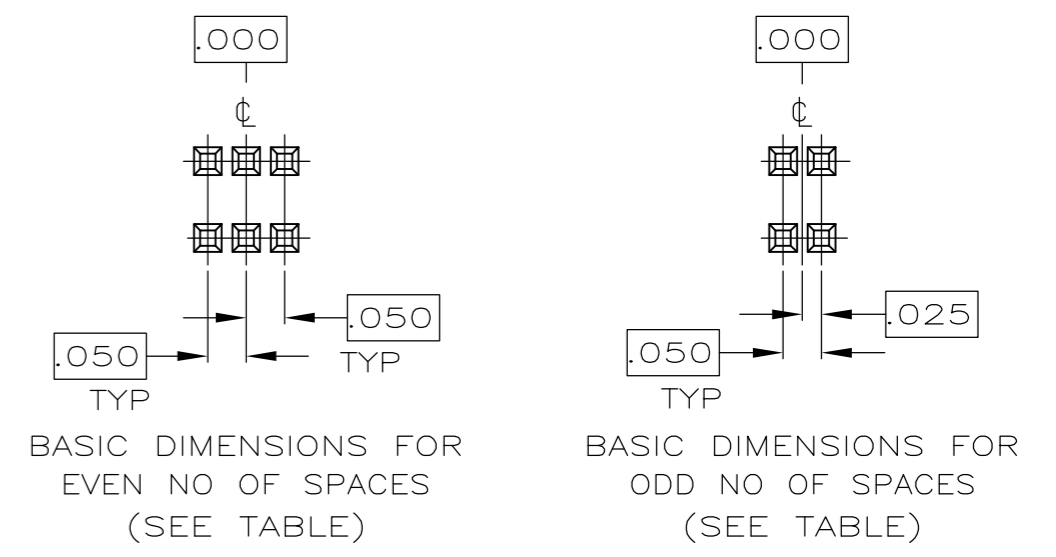 .000
℄
.050
TYP
.050
TYP
BASIC DIMENSIONS FOR
EVEN NO OF SPACES
(SEE TABLE)
.000
℄
.025
.050
TYP
BASIC DIMENSIONS FOR
ODD NO OF SPACES
(SEE TABLE)